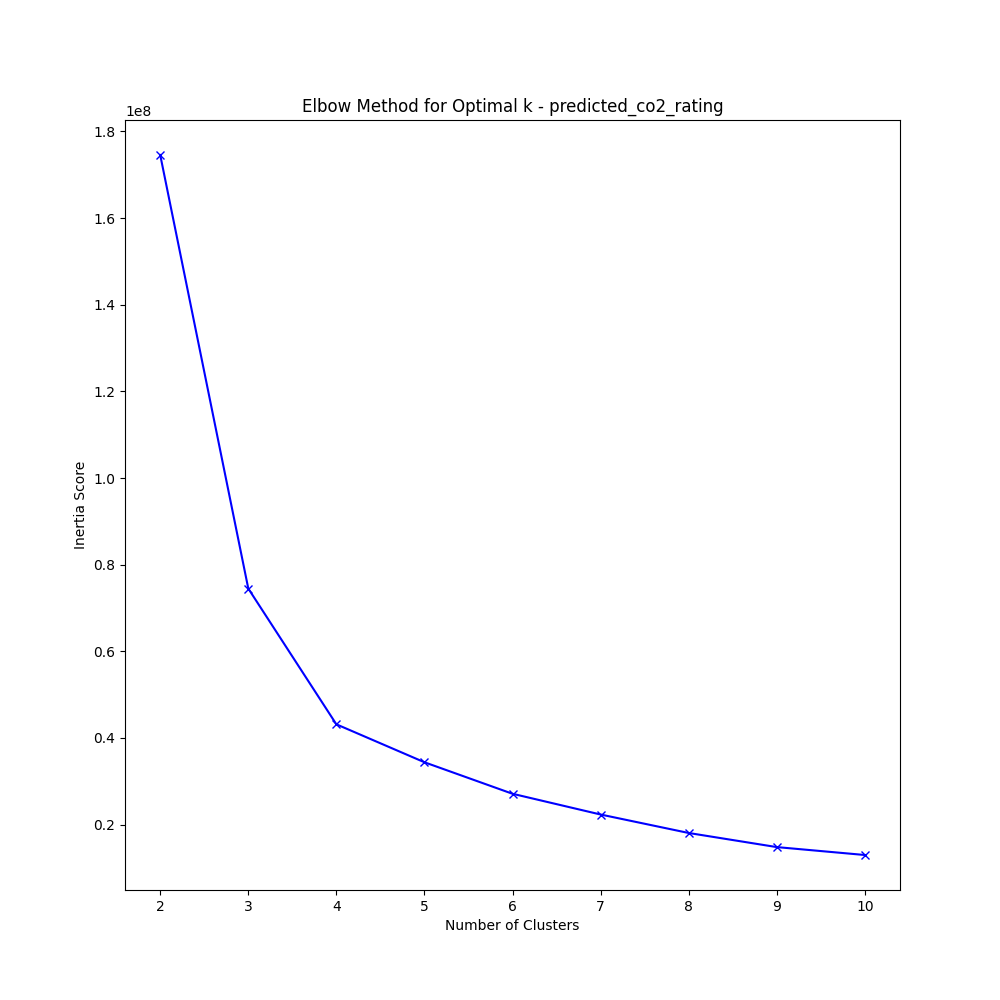 Elbow Method for Optimal k - predicted_co2_rating
1e8
1.8
1.6
1.4
1.2
1.0
0.8
0.6
0.4
0.2
Inertia Score
2 3 4 5 6 7 8 9 10
Number of Clusters